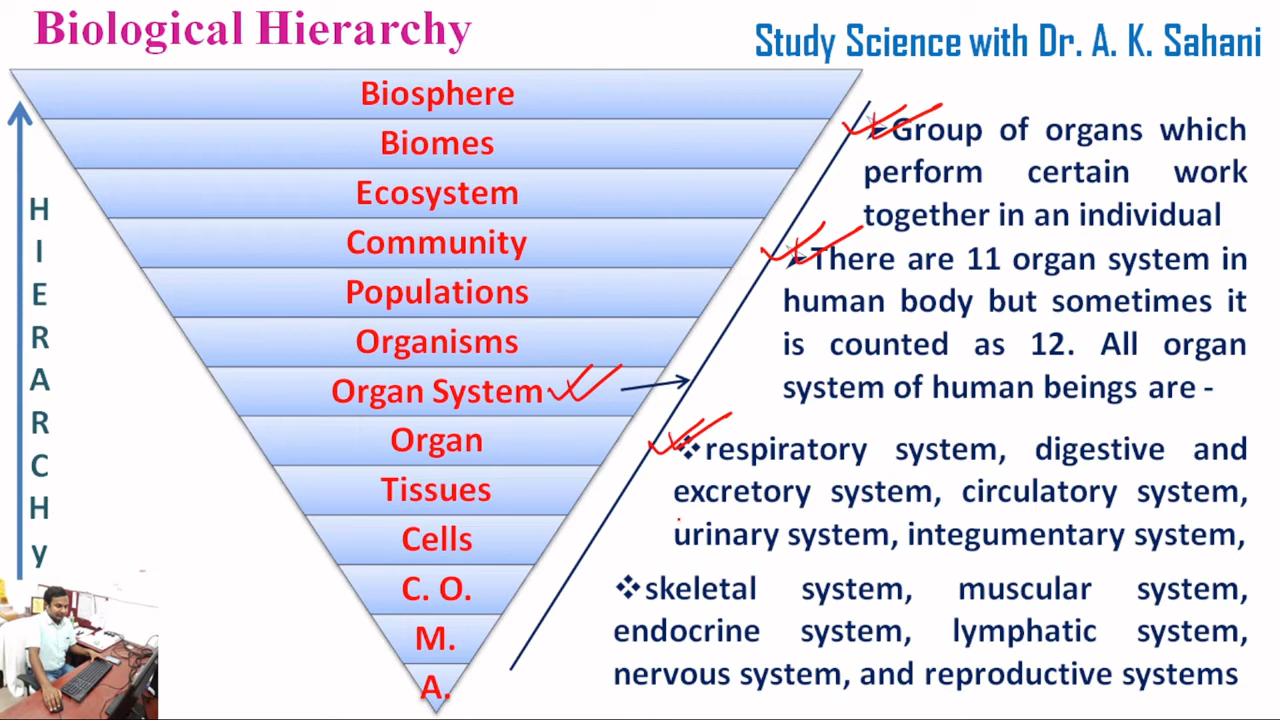 Biological Hierarchy
Study Science with Dr. A. K. Sahani
HIERARCHy
Biosphere
Biomes
Ecosystem
Community
Populations
Organisms
Organ System
Organ
Tissues
Cells
C. O.
M.
A.
Group of organs which
perform certain work
together in an individual
There are 11 organ system in
human body but sometimes it
is counted as 12. All organ
system of human beings are -
respiratory system, digestive and
excretory system, circulatory system,
urinary system, integumentary system,
skeletal system, muscular system,
endocrine system, lymphatic system,
nervous system, and reproductive systems